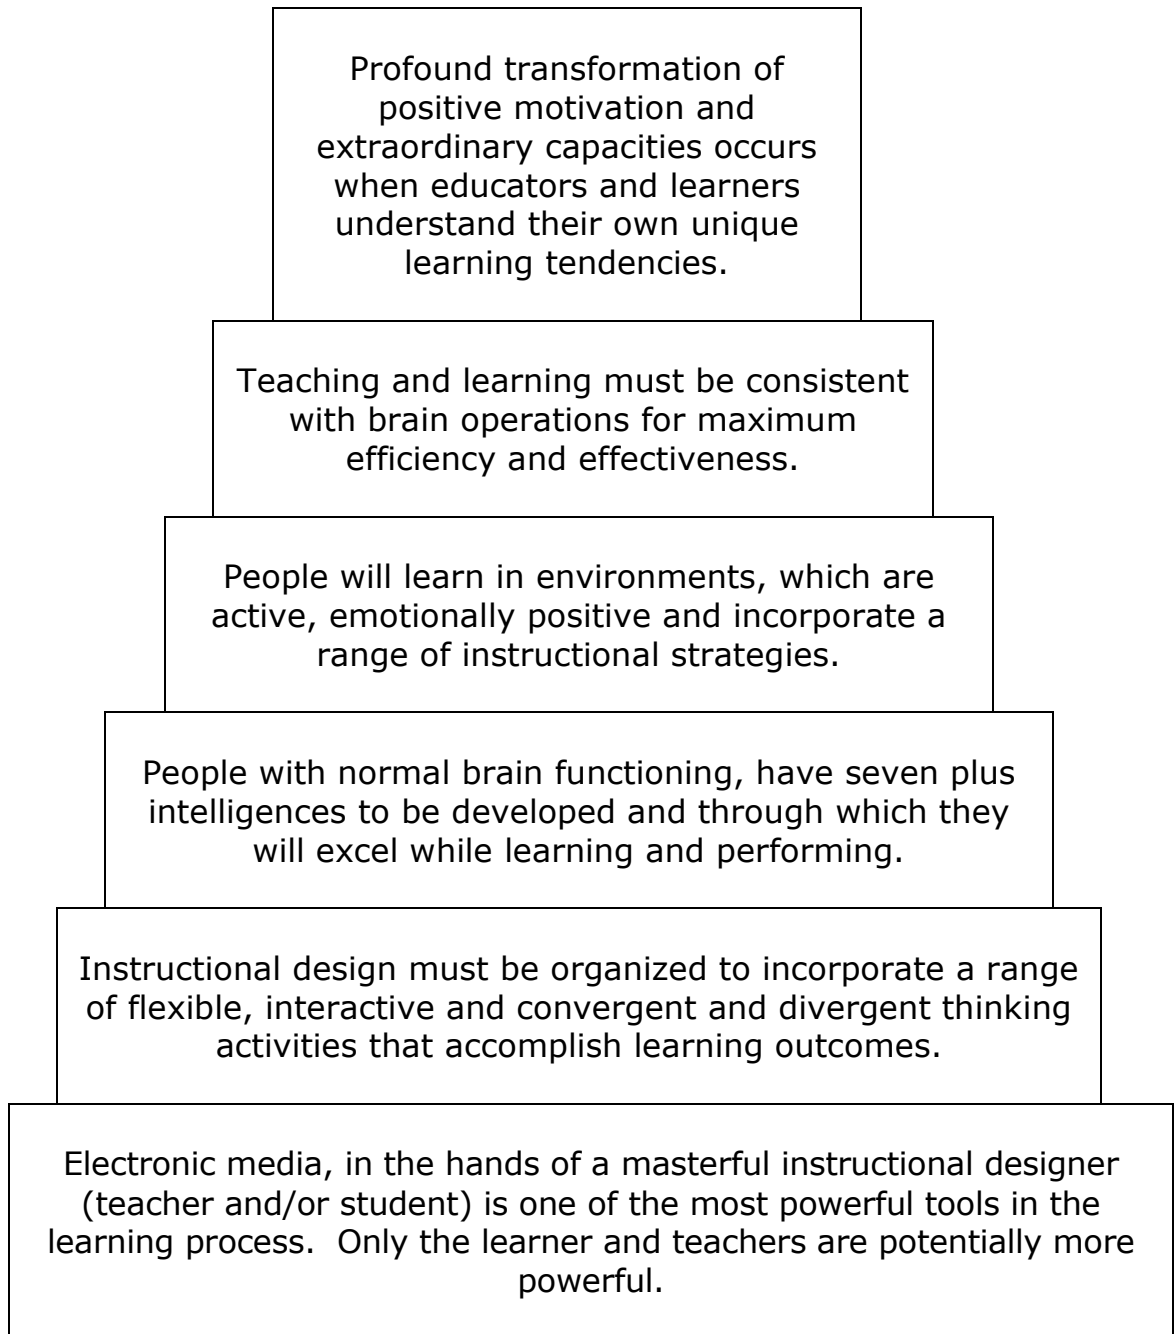 Profound transformation of
positive motivation and
extraordinary capacities occurs
when educators and learners
understand their own unique
learning tendencies.
Teaching and learning must be consistent
with brain operations for maximum
efficiency and effectiveness.
People will learn in environments, which are
active, emotionally positive and incorporate a
range of instructional strategies.
People with normal brain functioning, have seven plus
intelligences to be developed and through which they
will excel while learning and performing.
Instructional design must be organized to incorporate a range
of flexible, interactive and convergent and divergent thinking
activities that accomplish learning outcomes.
Electronic media, in the hands of a masterful instructional designer
(teacher and/or student) is one of the most powerful tools in the
learning process.  Only the learner and teachers are potentially more
powerful.